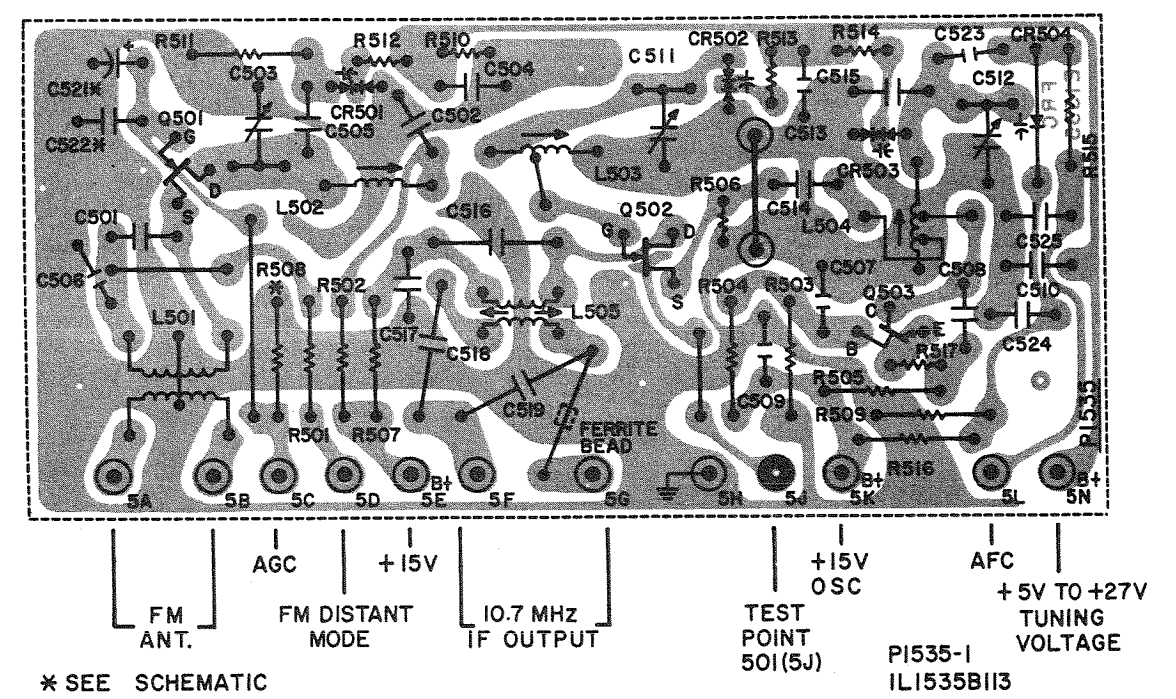 R511
R512
R510
CR502
R513
R514
C523
CR504
C521*
C503
C504
C511
C515
C512
+
Q501
G
CR501
C505
C502
C513
C522*
D
S
L503
CR503
R515
L502
R506
C514
L504
C501
C516
Q502
G
D
C525
C506
R508
*
R502
S
R504
R503
C507
C508
C510
L501
C517
L505
Q503
C
E
B
C518
R517
C524
R505
C519
C509
R509
P1535
R501
R507
FERRITE
BEAD
R516
5A
5B
5C
5D
B+
5E
5F
5G
5H
5J
B+
5K
5L
B+
5N
AGC
+15V
+15V
OSC
AFC
+5V TO +27V
TUNING
VOLTAGE
FM
ANT.
FM DISTANT
MODE
10.7 MHz
IF OUTPUT
TEST
POINT
501(5J)
P1535-1
1L1535B113
* SEE SCHEMATIC